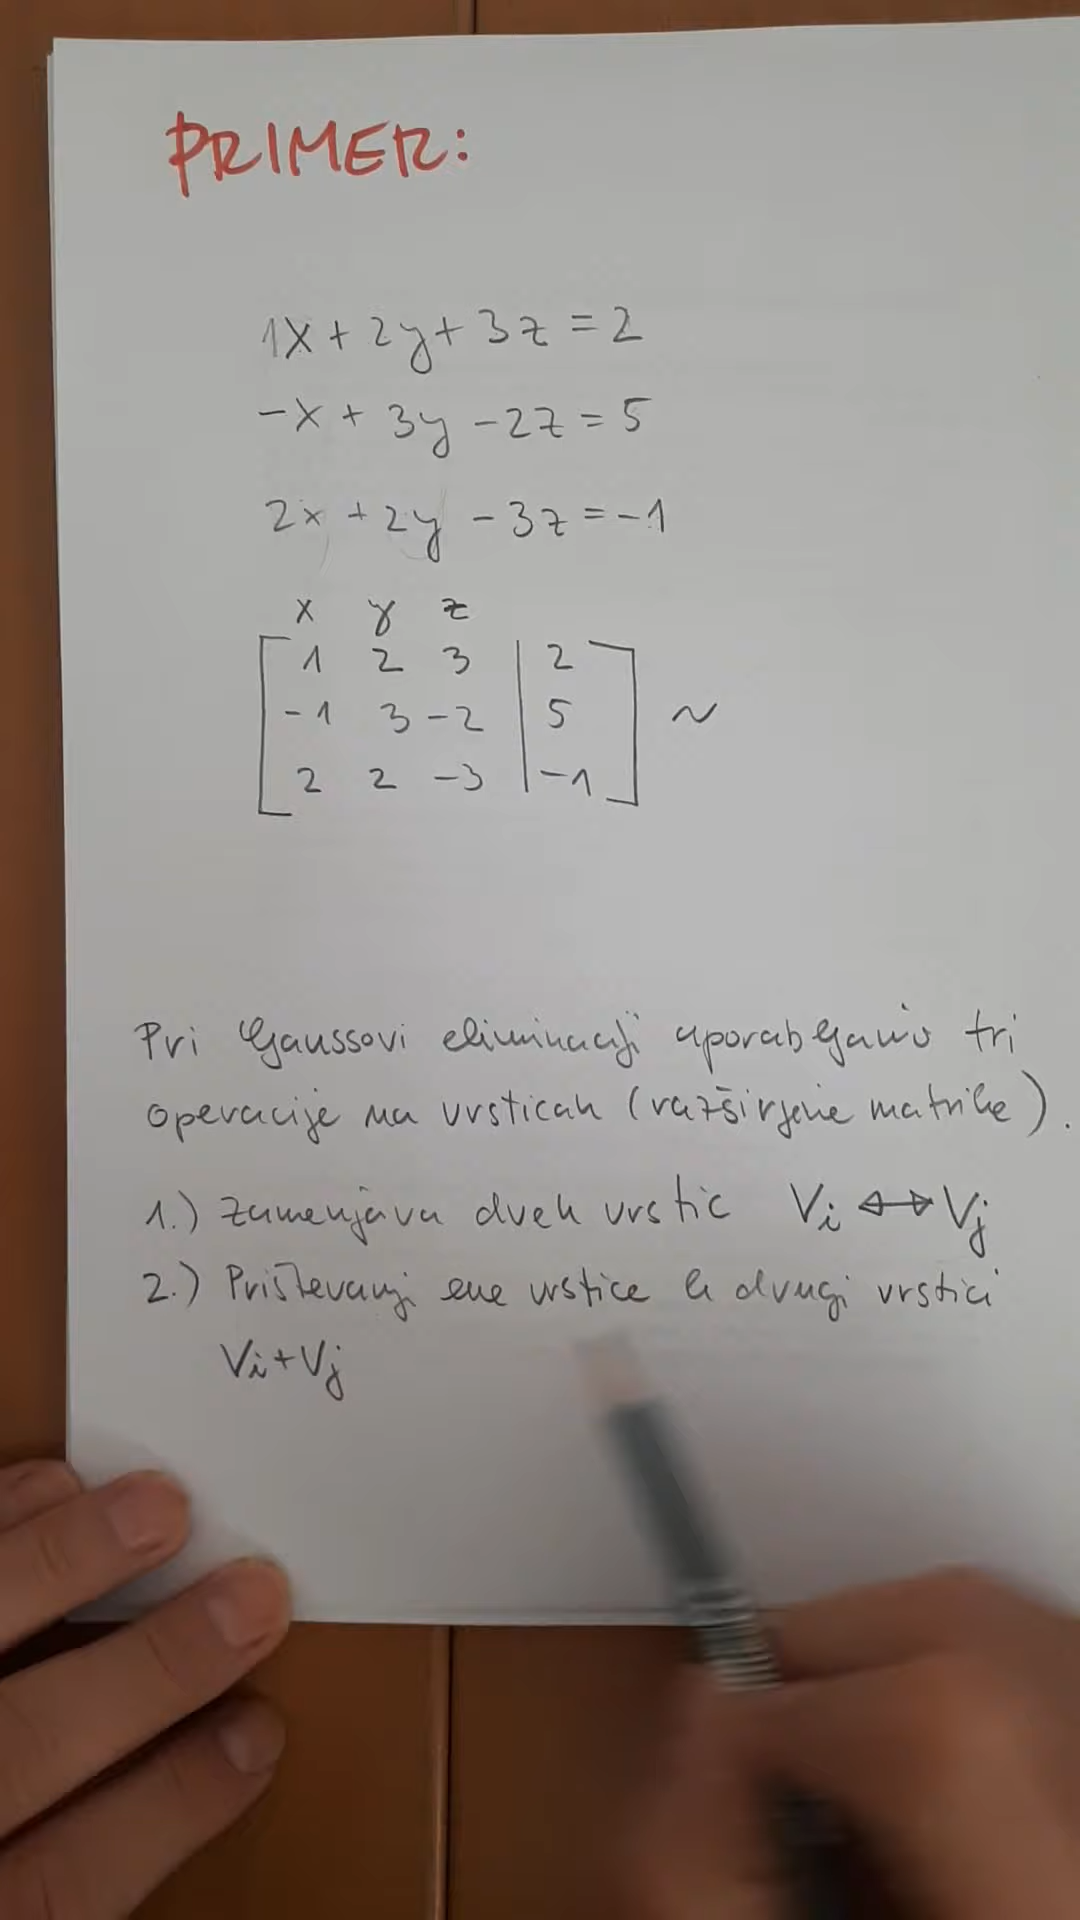 PRIMER:
1x + 2y + 3z = 2
-x + 3y - 2z = 5
2x + 2y - 3z = -1
x y z
1 2 3 | 2
-1 3 -2 | 5 ~
2 2 -3 | -1
Pri Gaussovi eliminaciji uporabljamo tri
operacije na vrsticah (razširjene matrike).
1.) Zamenjava dveh vrstic Vi ↔ Vj
2.) Prištevanje ene vrstice k drugi vrstici
Vi + Vj